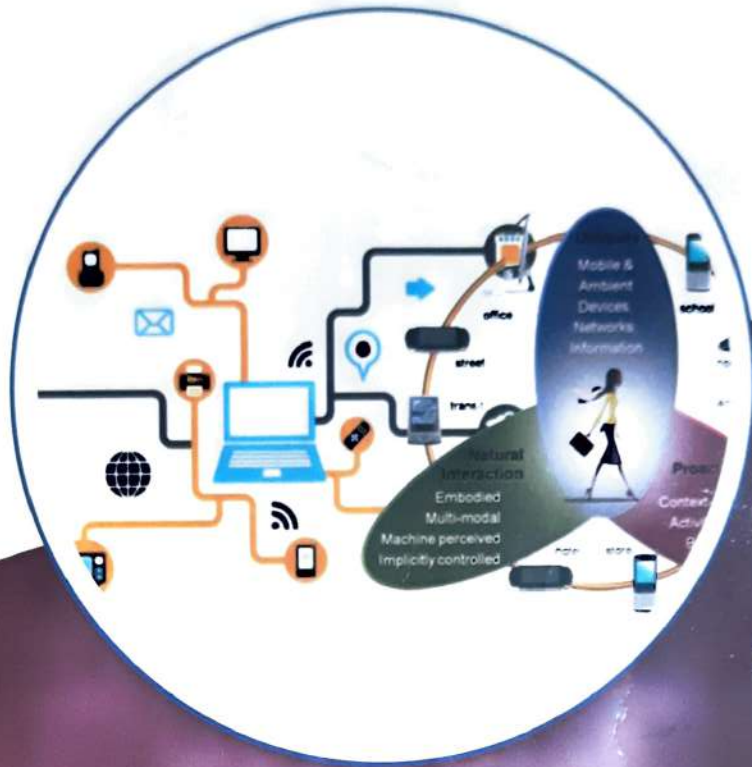 Mobile &
Ambient
Devices
Networks
Information
office
school
street
Natural
Interaction
Embodied
Multi-modal
Machine perceived
Implicitly controlled
store